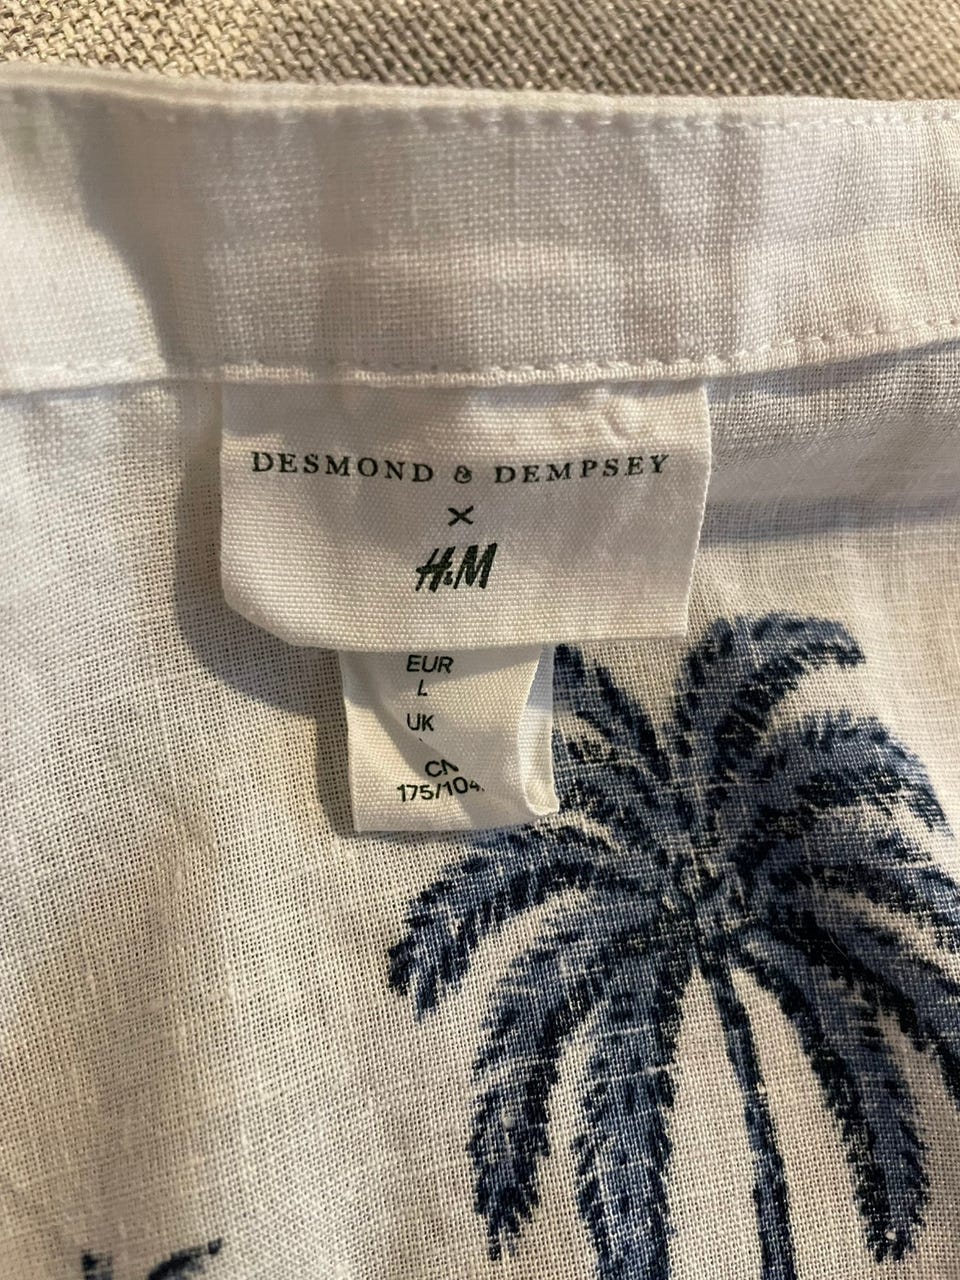 DESMOND & DEMPSEY
×
H&M
EUR
L
UK
CN
175/104